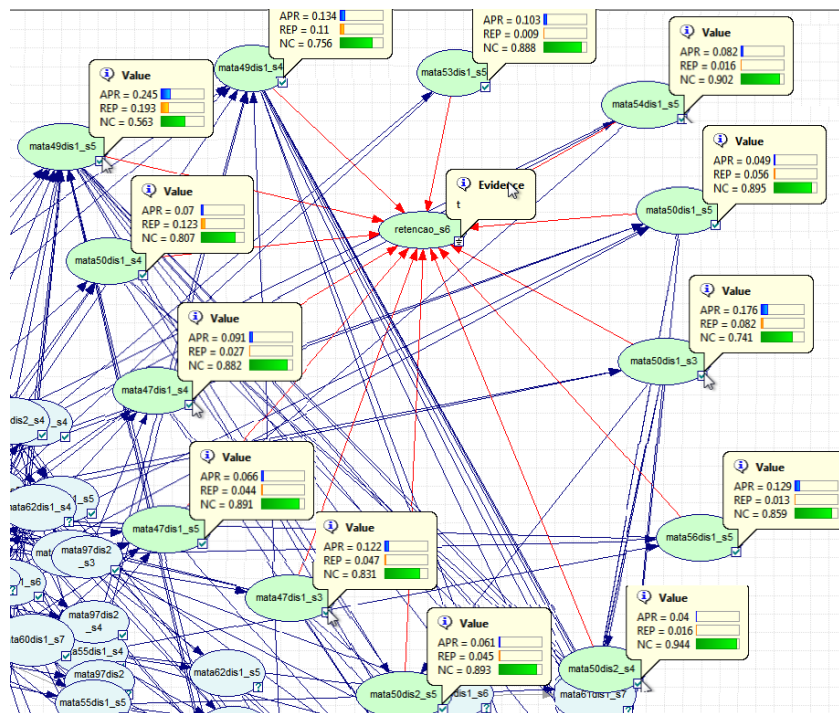 APR = 0.134
REP = 0.11
NC = 0.756
mata49dis1_s4
APR = 0.103
REP = 0.009
NC = 0.888
mata53dis1_s5
Value
APR = 0.082
REP = 0.016
NC = 0.902
mata54dis1_s5
Value
APR = 0.245
REP = 0.193
NC = 0.563
mata49dis1_s5
Value
APR = 0.049
REP = 0.056
NC = 0.895
mata50dis1_s5
Evidence
t
retencao_s6
Value
APR = 0.07
REP = 0.123
NC = 0.807
mata50dis1_s4
Value
APR = 0.176
REP = 0.082
NC = 0.741
mata50dis1_s3
Value
APR = 0.091
REP = 0.027
NC = 0.882
mata47dis1_s4
dis2_s4
_s4
Value
APR = 0.066
REP = 0.044
NC = 0.891
mata47dis1_s5
Value
APR = 0.129
REP = 0.013
NC = 0.859
mata56dis1_s5
mata62dis1_s4
1_s5
mat
mata97dis2
_s3
1_s6
Value
APR = 0.122
REP = 0.047
NC = 0.831
mata47dis1_s3
mata97dis2
_s4
ta60dis1_s7
a55dis1_s4
mata97dis2
mata55dis1_s5
mata62dis1_s5
Value
APR = 0.061
REP = 0.045
NC = 0.893
mata50dis2_s5
dis1_s6
Value
APR = 0.04
REP = 0.016
NC = 0.944
mata50dis2_s4
mata61dis1_s7